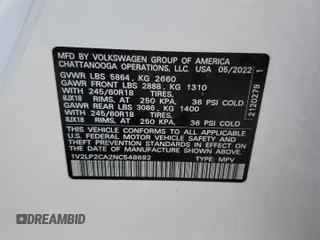 MFD BY: VOLKSWAGEN GROUP OF AMERICA
CHATTANOOGA OPERATIONS, LLC. USA 05/2022
GVWR LBS 5864, KG 2660
GAWR FRONT LBS 2888, KG 1310
WITH 245/60R18 TIRES,
8JX18 RIMS, AT 250 KPA, 36 PSI COLD
GAWR REAR LBS 3086, KG 1400
WITH 245/60R18 TIRES,
8JX18 RIMS, AT 250 KPA, 36 PSI COLD
THIS VEHICLE CONFORMS TO ALL APPLICABLE
FEDERAL MOTOR VEHICLE SAFETY AND
THEFT PREVENTION STANDARDS IN EFFECT ON
THE DATE OF MANUFACTURE SHOWN ABOVE.
1V2LP2CA2NC548692 TYPE: MPV
2120279 1
DREAMBID